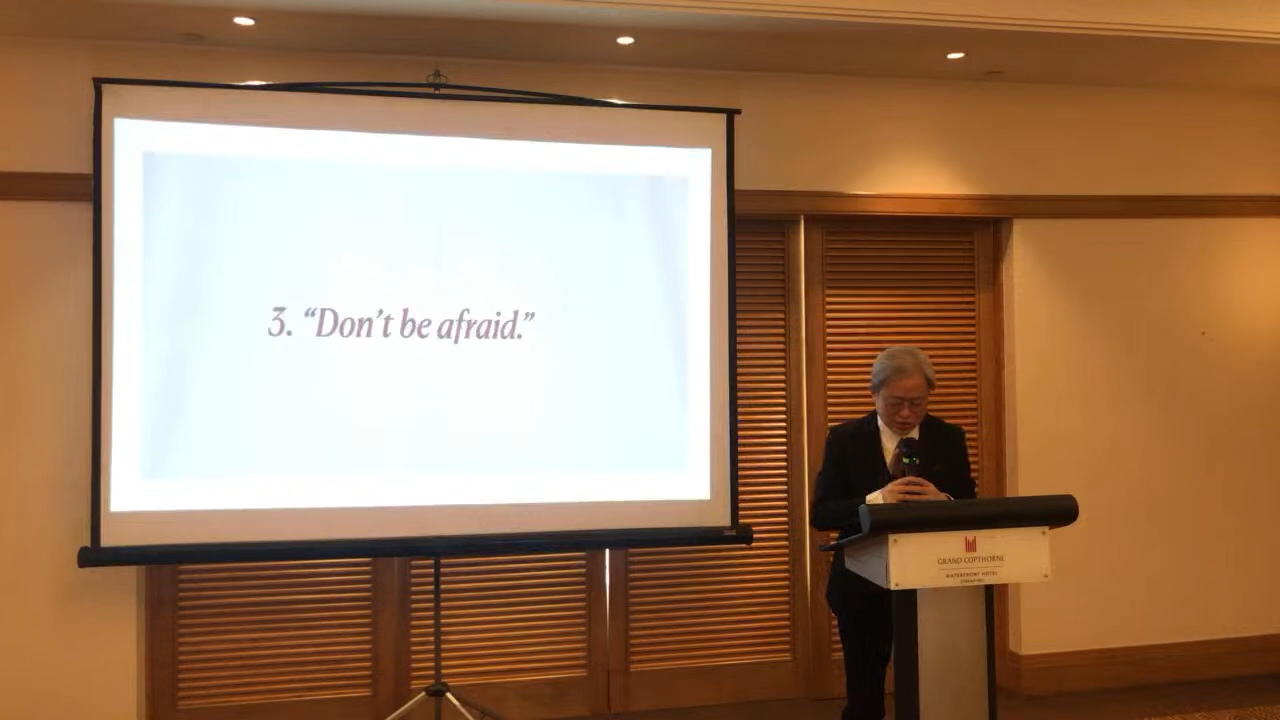 3. “Don’t be afraid.”
GRAND COPTHORNE
WATERFRONT HOTEL